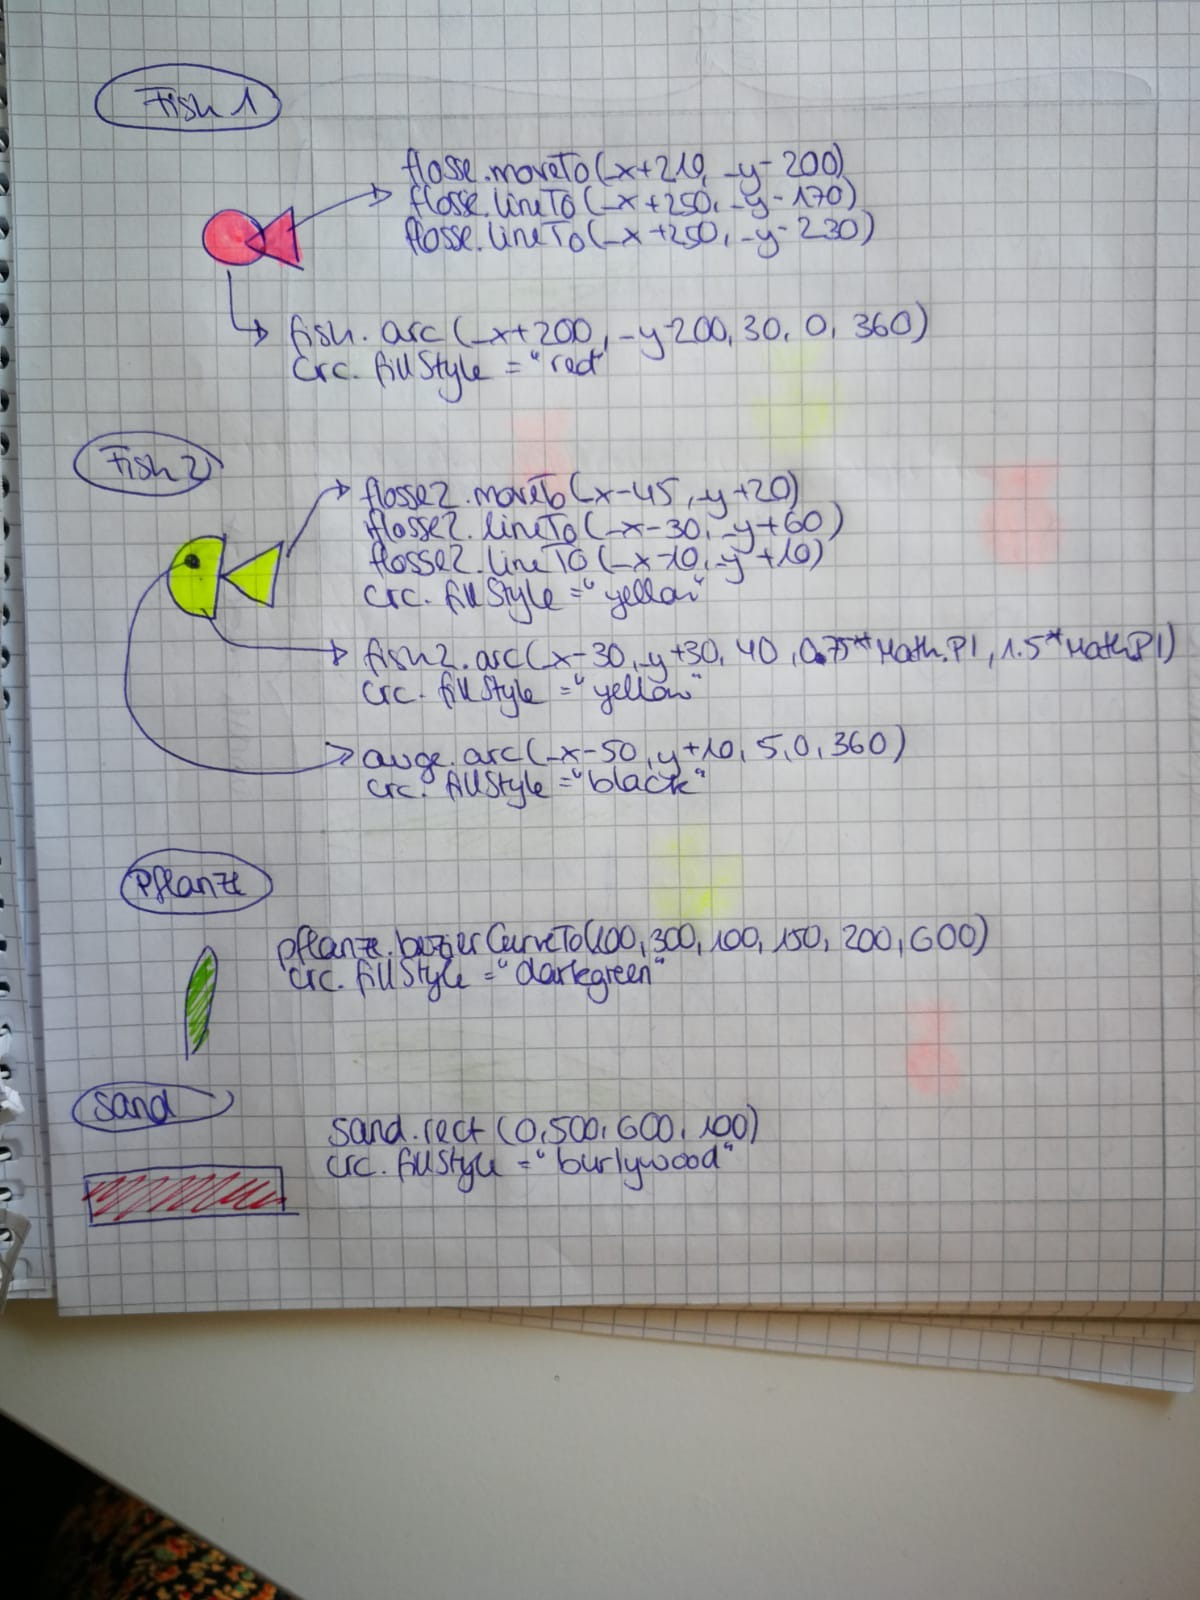 Fish 1
flosse.moveTo(_x+210, _y-200)
flosse.lineTo(_x+250, _y-170)
flosse.lineTo(_x+250, _y-230)
fish.arc(_x+200, _y-200, 30, 0, 360)
crc.fillStyle = "red"
Fish 2
flosse2.moveTo(_x-45, _y+20)
flosse2.lineTo(_x-30, _y+60)
flosse2.lineTo(_x-10, _y+10)
crc.fillStyle = "yellow"
fish2.arc(_x-30, _y+30, 40, 0.75*Math.PI, 1.5*Math.PI)
crc.fillStyle = "yellow"
auge.arc(_x-50, _y+10, 5, 0, 360)
crc.fillStyle = "black"
Pflanze
pflanze.bezierCurveTo(100, 300, 100, 150, 200, 600)
crc.fillStyle = "darkgreen"
Sand
sand.rect(0, 500, 600, 100)
crc.fillStyle = "burlywood"